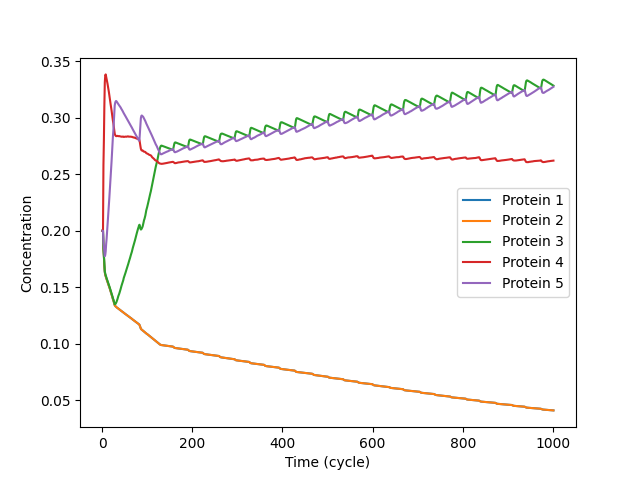 0.35
0.30
0.25
0.20
0.15
0.10
0.05
Concentration
Protein 1
Protein 2
Protein 3
Protein 4
Protein 5
0 200 400 600 800 1000
Time (cycle)